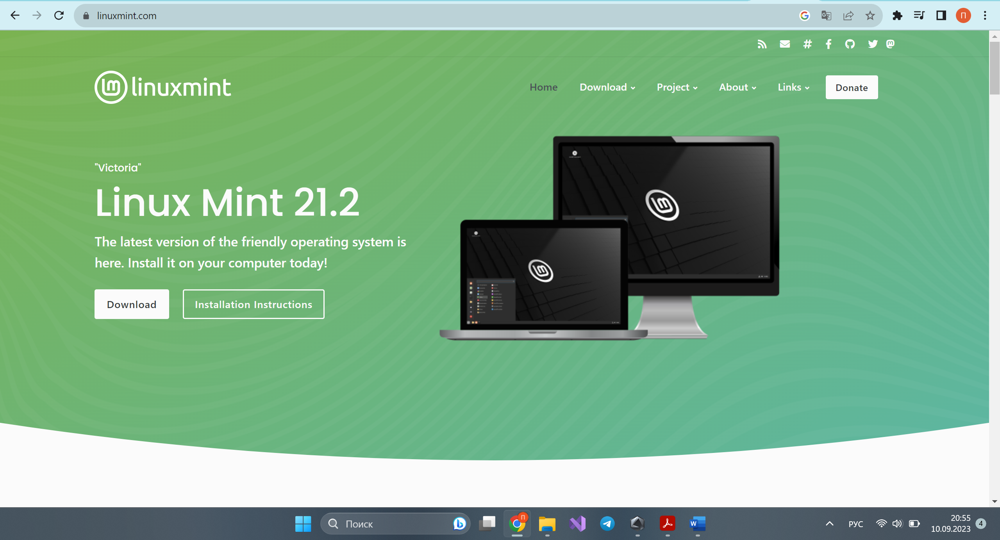 linuxmint.com
П
linuxmint
Home
Download
Project
About
Links
Donate
"Victoria"
Linux Mint 21.2
The latest version of the friendly operating system is
here. Install it on your computer today!
Download
Installation Instructions
Поиск
РУС
20:55
10.09.2023
4